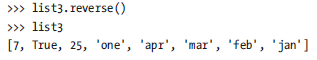 >>> list3.reverse()
>>> list3
[7, True, 25, 'one', 'apr', 'mar', 'feb', 'jan']